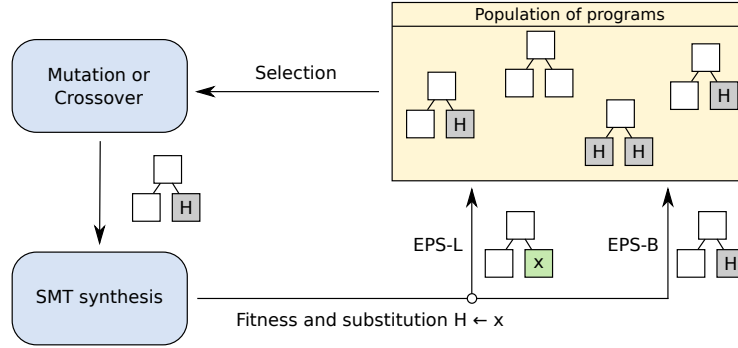 Population of programs
Mutation or
Crossover
Selection
H
H
H
H
H
SMT synthesis
EPS-L
x
EPS-B
H
Fitness and substitution H ← x